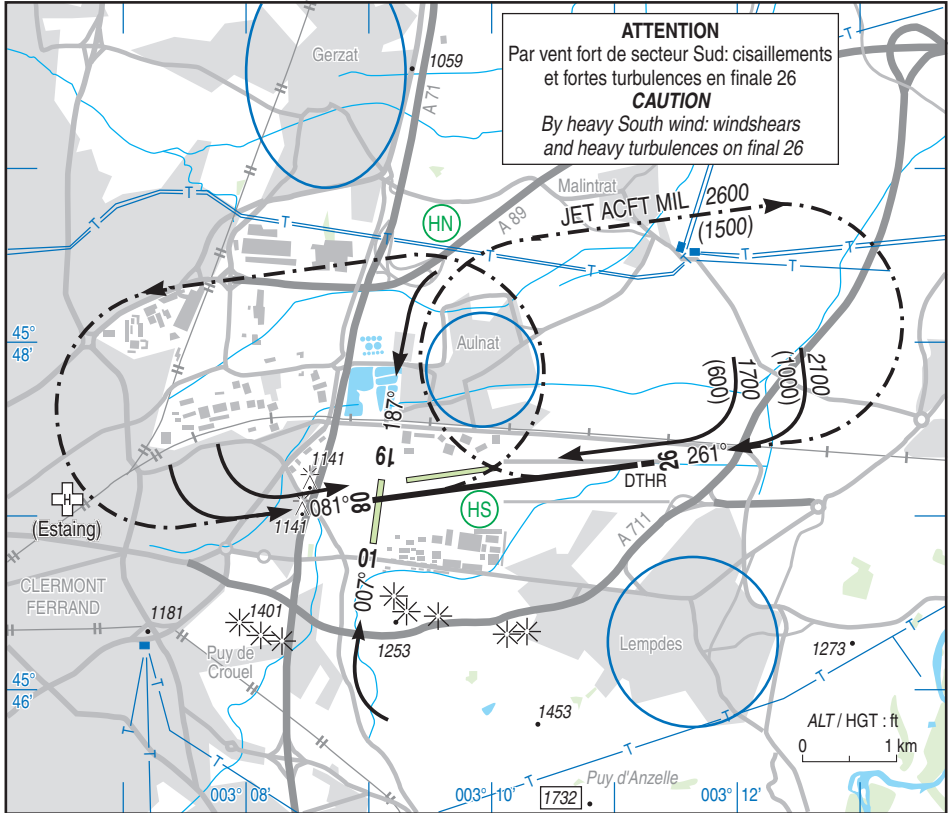 ATTENTION
Par vent fort de secteur Sud: cisaillements
et fortes turbulences en finale 26
CAUTION
By heavy South wind: windshears
and heavy turbulences on final 26
Gerzat
1059
A 71
Malintrat
HN
A 89
JET ACFT MIL 2600
(1500)
T
T
T
T
T
T
T
T
T
45°
48'
Aulnat
187°
1700
(600)
2100
(1000)
19
26
261°
DTHR
1141
081°
08
1141
HS
H
(Estaing)
A 711
01
007°
CLERMONT
FERRAND
1181
1401
Puy de
Crouel
1253
Lempdes
1273
45°
46'
1453
ALT / HGT : ft
0 1 km
T
T
T
T
T
T
T
Puy d'Anzelle
1732
003° 08'
003° 10'
003° 12'